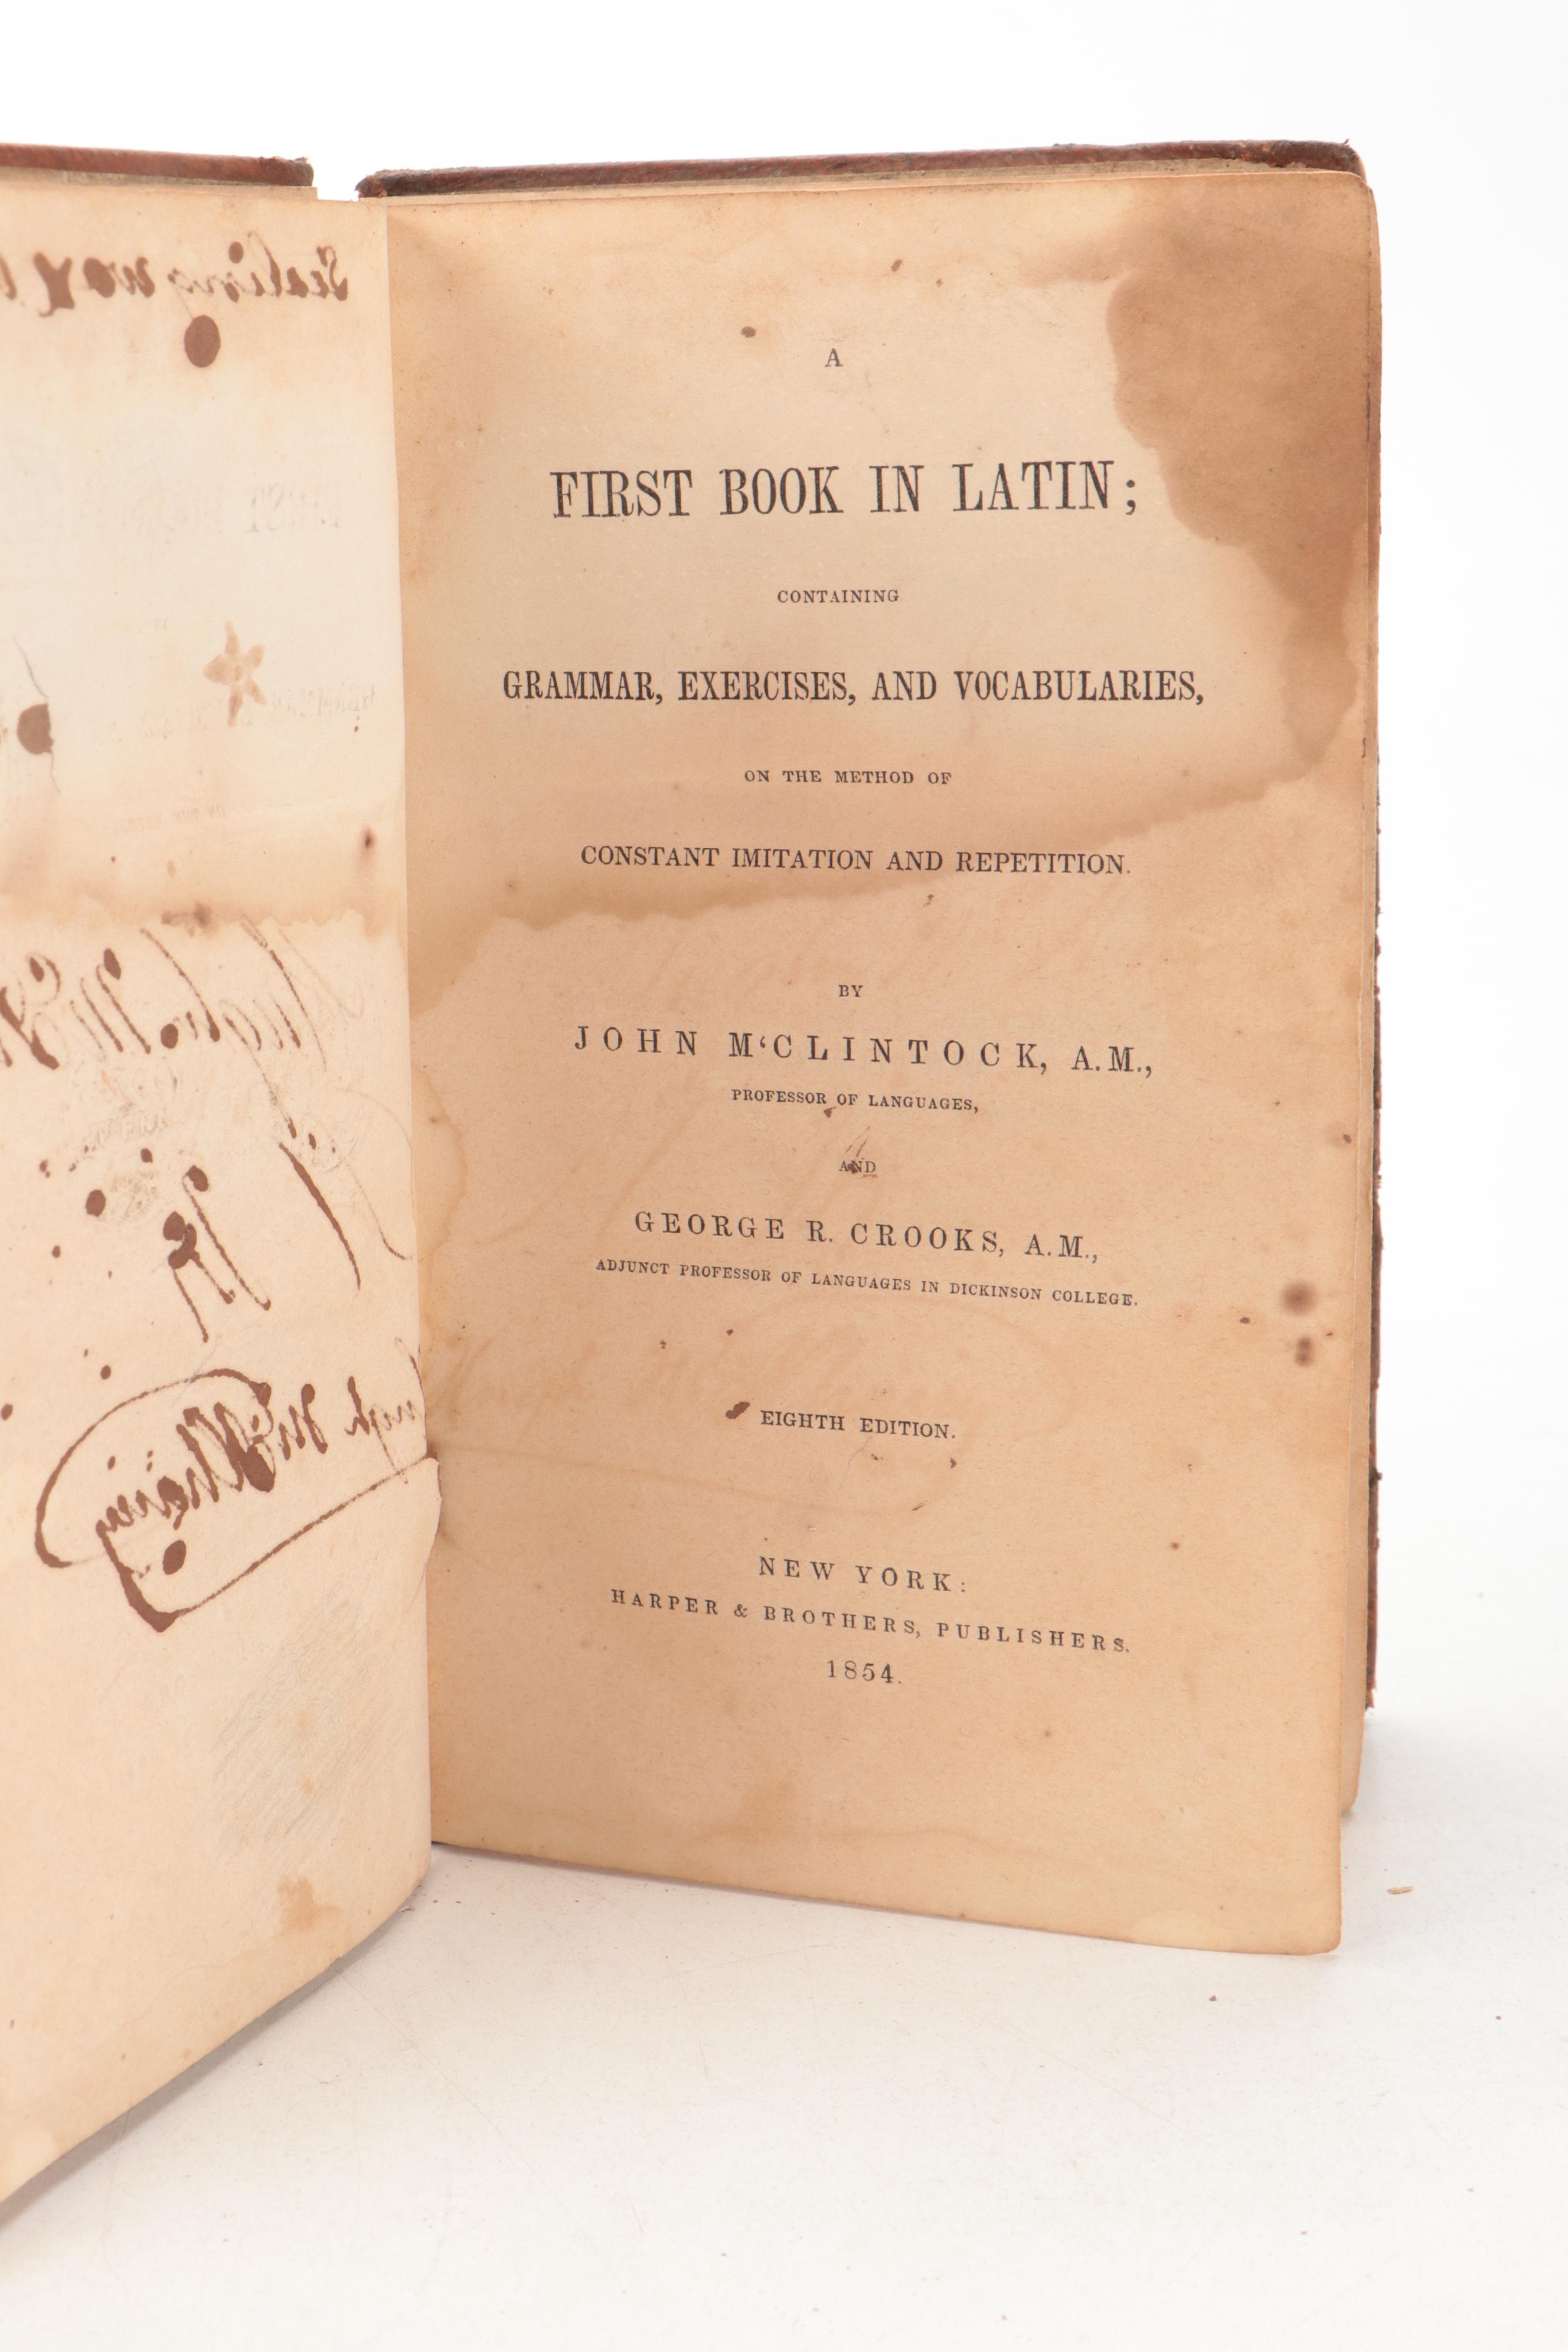 Sealing wax
A
FIRST BOOK IN LATIN;
CONTAINING
GRAMMAR, EXERCISES, AND VOCABULARIES,
ON THE METHOD OF
CONSTANT IMITATION AND REPETITION.
BY
JOHN M‘CLINTOCK, A.M.,
PROFESSOR OF LANGUAGES,
AND
GEORGE R. CROOKS, A.M.,
ADJUNCT PROFESSOR OF LANGUAGES IN DICKINSON COLLEGE.
EIGHTH EDITION.
NEW YORK:
HARPER & BROTHERS, PUBLISHERS.
1854.